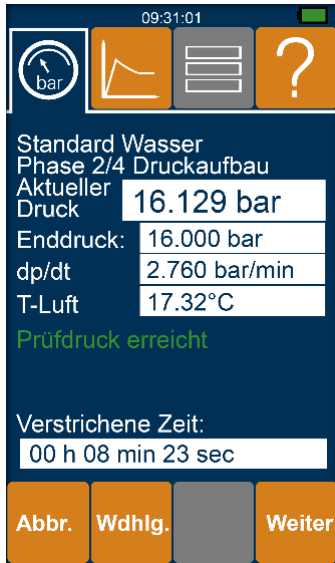 09:31:01
bar
?
Standard Wasser
Phase 2/4 Druckaufbau
Aktueller Druck 16.129 bar
Enddruck: 16.000 bar
dp/dt 2.760 bar/min
T-Luft 17.32°C
Prüfdruck erreicht
Verstrichene Zeit:
00 h 08 min 23 sec
Abbr. Wdhlg. Weiter